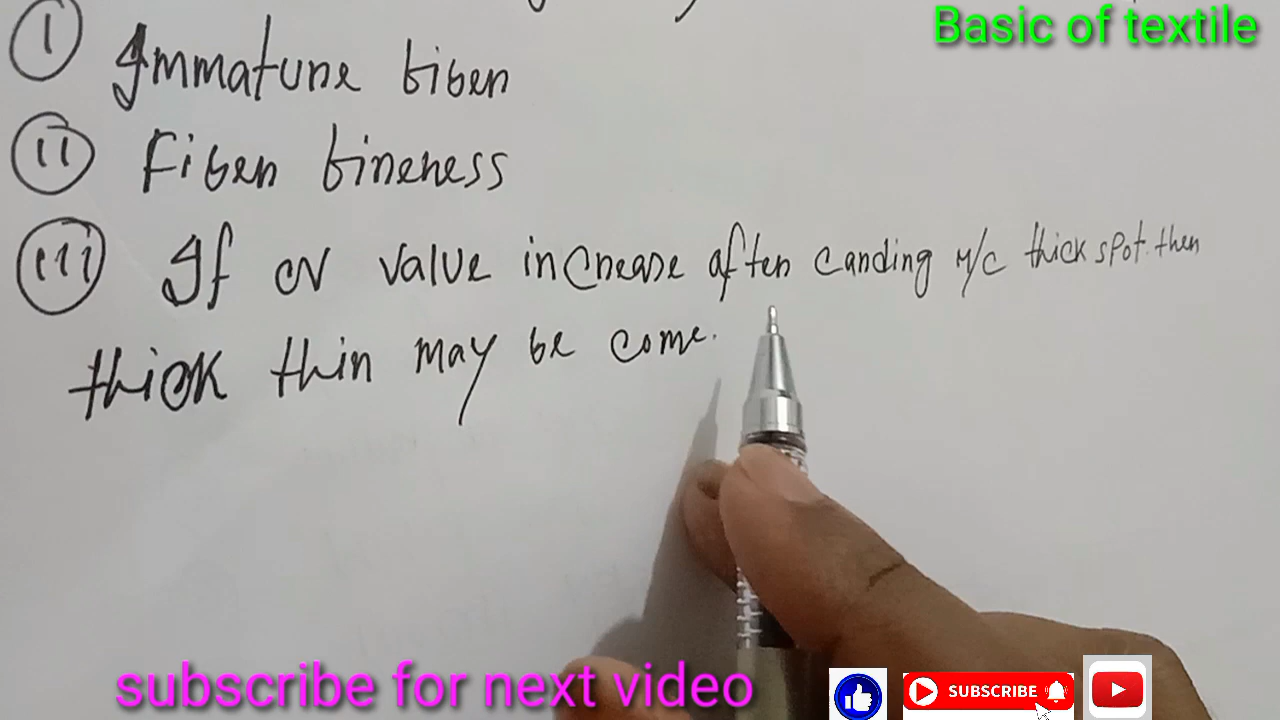 Basic of textile
I Immature fiber
II Fiber fineness
III If cv value increase after carding m/c thick spot. then
thick thin may be come.
subscribe for next video
SUBSCRIBE